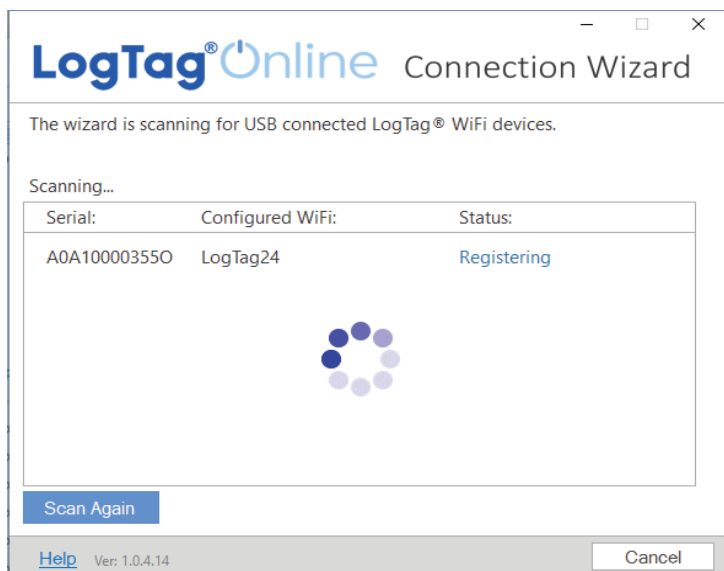 LogTag® Online Connection Wizard
The wizard is scanning for USB connected LogTag® WiFi devices.
Scanning...
Serial: Configured WiFi: Status:
A0A10000355O LogTag24 Registering
Scan Again
Help Ver: 1.0.4.14 Cancel